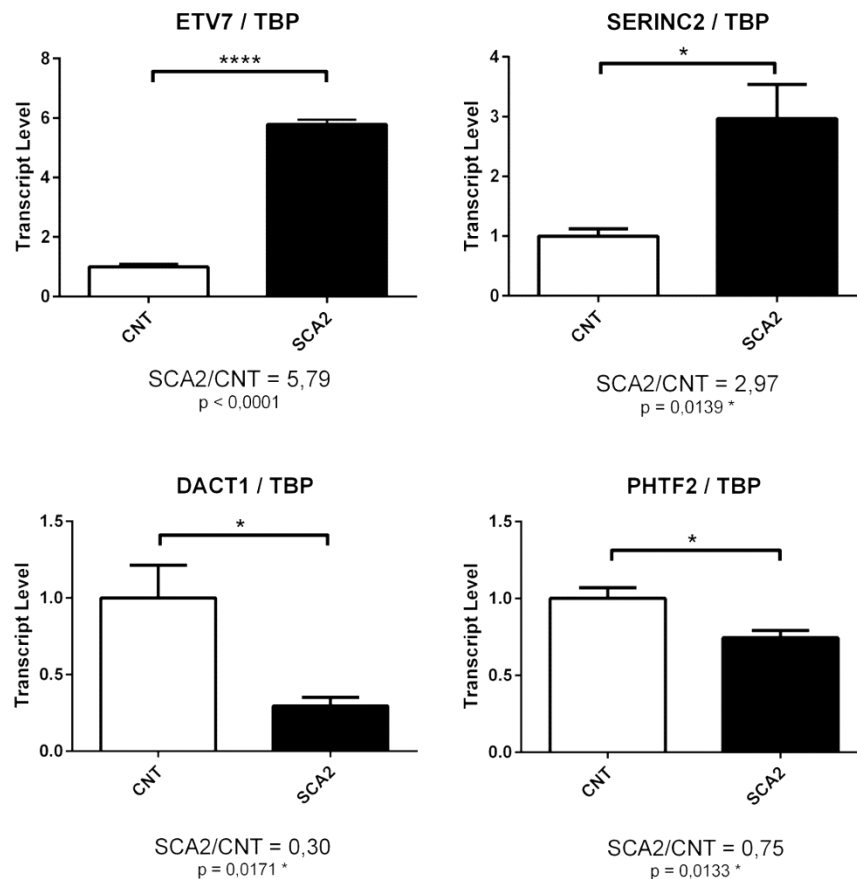 ETV7 / TBP
****
Transcript Level
8
6
4
2
0
CNT
SCA2
SCA2/CNT = 5,79
p < 0,0001
SERINC2 / TBP
*
Transcript Level
4
3
2
1
0
CNT
SCA2
SCA2/CNT = 2,97
p = 0,0139 *
DACT1 / TBP
*
Transcript Level
1.5
1.0
0.5
0.0
CNT
SCA2
SCA2/CNT = 0,30
p = 0,0171 *
PHTF2 / TBP
*
Transcript Level
1.5
1.0
0.5
0.0
CNT
SCA2
SCA2/CNT = 0,75
p = 0,0133 *